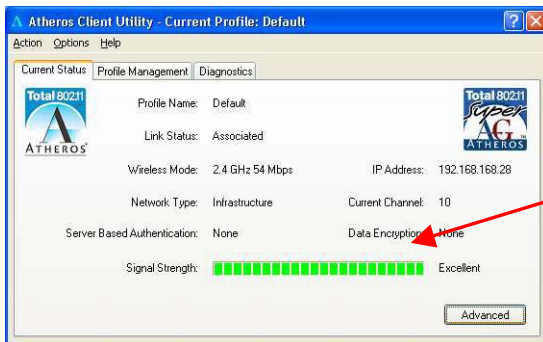 Atheros Client Utility - Current Profile: Default
Action Options Help
Current Status Profile Management Diagnostics
Total 802.11
ATHEROS
Total 802.11
Super
AG
ATHEROS
Profile Name: Default
Link Status: Associated
Wireless Mode: 2.4 GHz 54 Mbps IP Address: 192.168.168.28
Network Type: Infrastructure Current Channel: 10
Server Based Authentication: None Data Encryption: None
Signal Strength: Excellent
Advanced